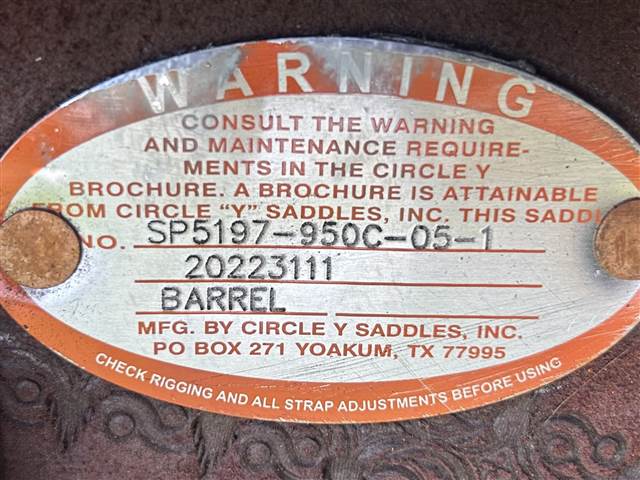 WARNING
CONSULT THE WARNING
AND MAINTENANCE REQUIRE-
MENTS IN THE CIRCLE Y
BROCHURE. A BROCHURE IS ATTAINABLE
FROM CIRCLE "Y" SADDLES, INC. THIS SADDL
NO. SP5197-950C-05-1
20223111
BARREL
MFG. BY CIRCLE Y SADDLES, INC.
PO BOX 271 YOAKUM, TX 77995
CHECK RIGGING AND ALL STRAP ADJUSTMENTS BEFORE USING